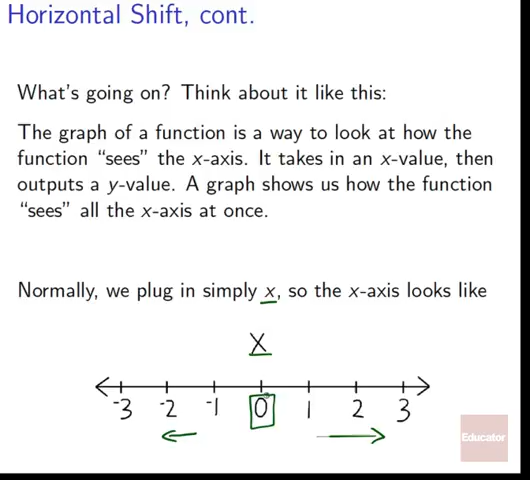 Horizontal Shift, cont.
What's going on? Think about it like this:
The graph of a function is a way to look at how the
function “sees” the x-axis. It takes in an x-value, then
outputs a y-value. A graph shows us how the function
“sees” all the x-axis at once.
Normally, we plug in simply x, so the x-axis looks like
X
-3 -2 -1 0 1 2 3
Educator